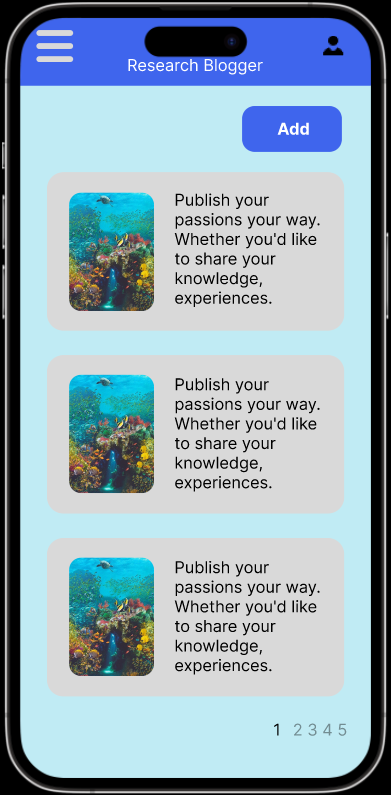 Research Blogger
Add
Publish your
passions your way.
Whether you'd like
to share your
knowledge,
experiences.
Publish your
passions your way.
Whether you'd like
to share your
knowledge,
experiences.
Publish your
passions your way.
Whether you'd like
to share your
knowledge,
experiences.
1 2 3 4 5